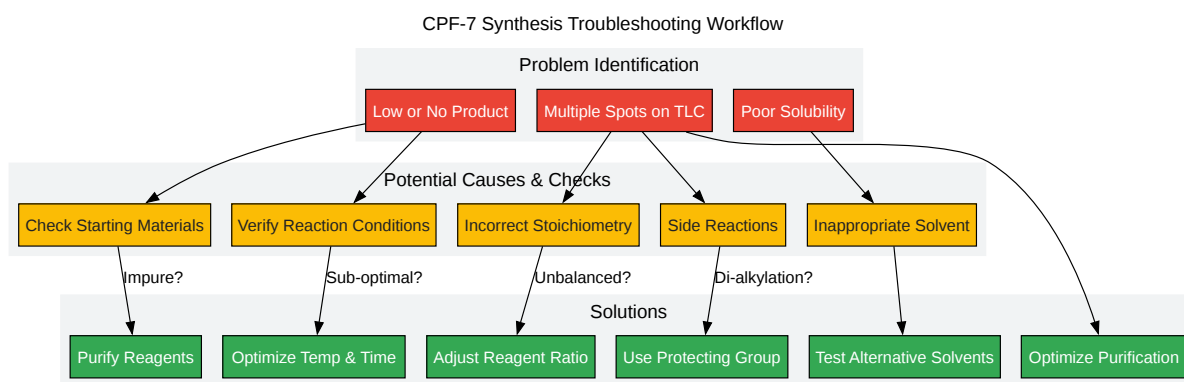 CPF-7 Synthesis Troubleshooting Workflow
Problem Identification
Low or No Product
Multiple Spots on TLC
Poor Solubility
Potential Causes & Checks
Check Starting Materials
Verify Reaction Conditions
Incorrect Stoichiometry
Side Reactions
Inappropriate Solvent
Impure?
Sub-optimal?
Unbalanced?
Di-alkylation?
Solutions
Purify Reagents
Optimize Temp & Time
Adjust Reagent Ratio
Use Protecting Group
Test Alternative Solvents
Optimize Purification